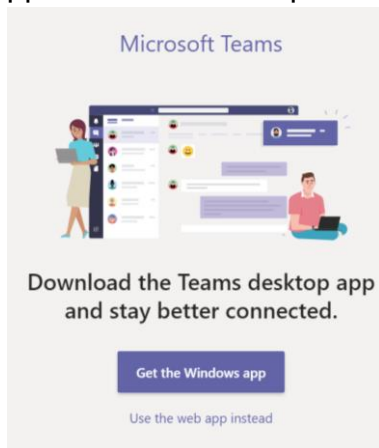 Microsoft Teams
Download the Teams desktop app
and stay better connected.
Get the Windows app
Use the web app instead